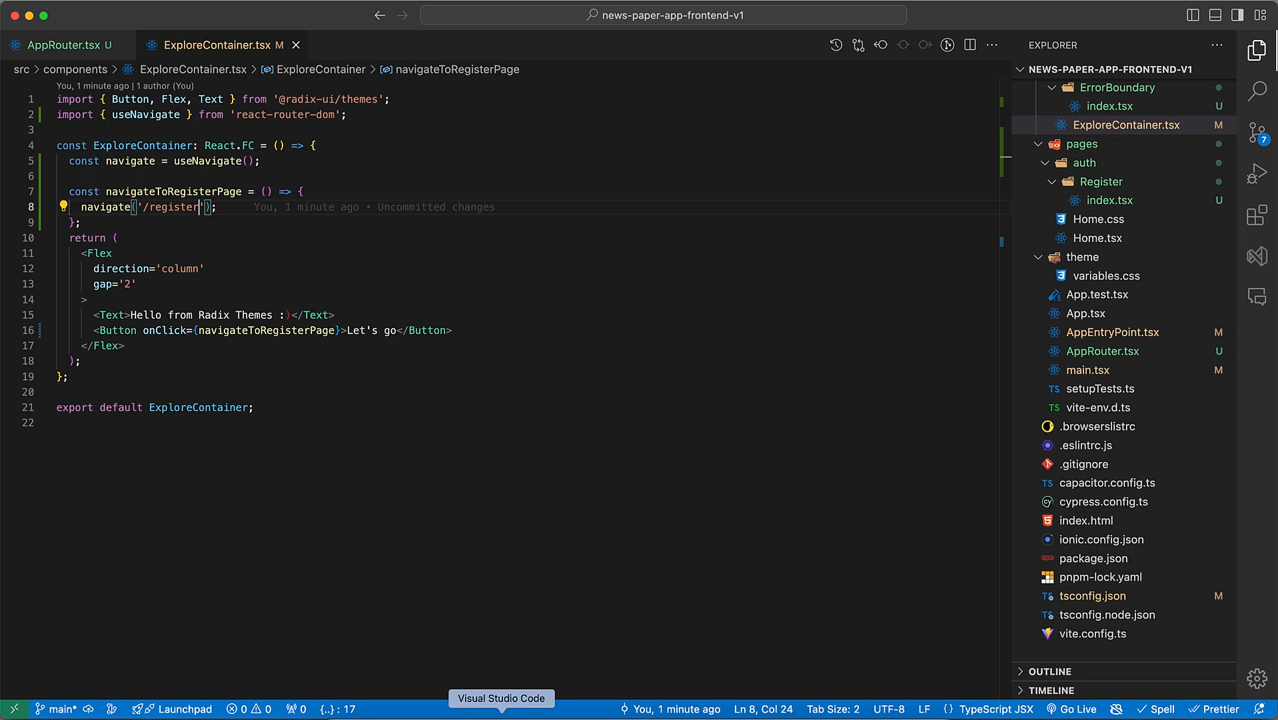 news-paper-app-frontend-v1
AppRouter.tsx U
ExploreContainer.tsx M
EXPLORER
src > components > ExploreContainer.tsx > ExploreContainer > navigateToRegisterPage
You, 1 minute ago | 1 author (You)
1 import { Button, Flex, Text } from '@radix-ui/themes';
2 import { useNavigate } from 'react-router-dom';
3
4 const ExploreContainer: React.FC = () => {
5 const navigate = useNavigate();
6
7 const navigateToRegisterPage = () => {
8 navigate('/register'); You, 1 minute ago • Uncommitted changes
9 };
10 return (
11 <Flex
12 direction='column'
13 gap='2'
14 >
15 <Text>Hello from Radix Themes :)</Text>
16 <Button onClick={navigateToRegisterPage}>Let's go</Button>
17 </Flex>
18 );
19 };
20
21 export default ExploreContainer;
22
NEWS-PAPER-APP-FRONTEND-V1
ErrorBoundary
index.tsx U
ExploreContainer.tsx M
pages
auth
Register
index.tsx U
Home.css
Home.tsx
theme
variables.css
App.test.tsx
App.tsx
AppEntryPoint.tsx M
AppRouter.tsx U
main.tsx M
TS setupTests.ts
TS vite-env.d.ts
.browserslistrc
.eslintrc.js
.gitignore
TS capacitor.config.ts
cypress.config.ts
index.html
ionic.config.json
package.json
pnpm-lock.yaml
tsconfig.json M
tsconfig.node.json
vite.config.ts
OUTLINE
TIMELINE
7
Visual Studio Code
main* Launchpad 0 0 0 {..} : 17
You, 1 minute ago Ln 8, Col 24 Tab Size: 2 UTF-8 LF {} TypeScript JSX Go Live Spell Prettier